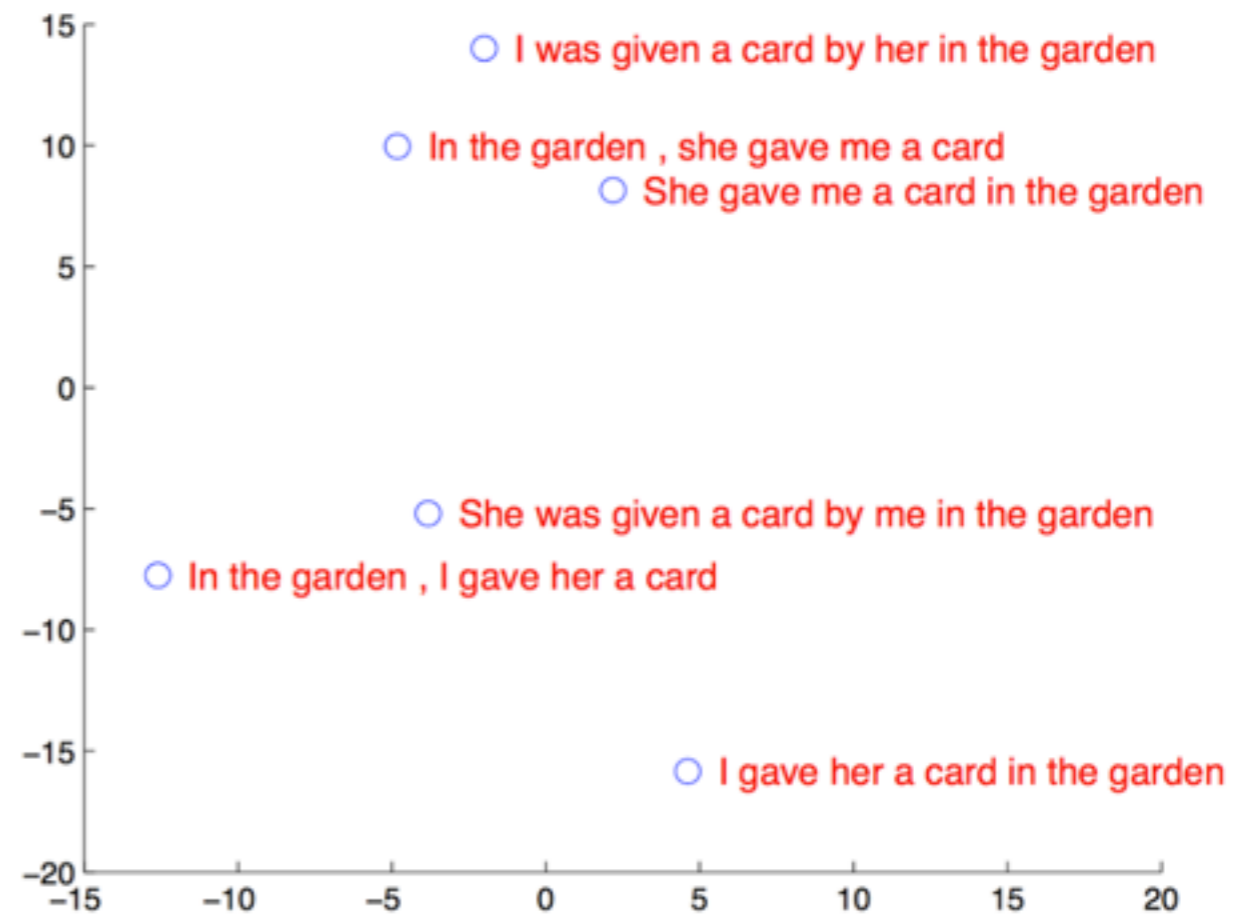 15
I was given a card by her in the garden
10
In the garden , she gave me a card
She gave me a card in the garden
5
0
−5
She was given a card by me in the garden
In the garden , I gave her a card
−10
−15
I gave her a card in the garden
−20
−15 −10 −5 0 5 10 15 20